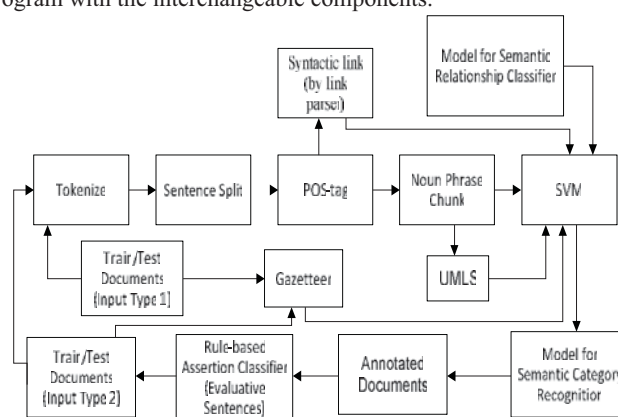 ogram with the interchangeable components.
Syntactic link
(by link
parser)
Model for Semantic
Relationship Classifier
Tokenize
Sentence Split
POS-tag
Noun Phrase
Chunk
SVM
Train/Test
Documents
(Input Type 1]
Gazetteer
UMLS
Train/Test
Documents
(Input Type 2)
Rule-based
Assertion Classifier
(Evaluative
Sentences]
Annotated
Documents
Model for
Semantic Category
Recognition